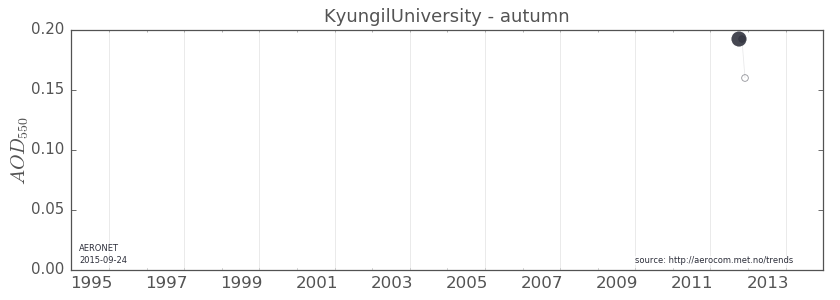 KyungilUniversity - autumn
0.20
0.15
0.10
0.05
0.00
AOD550
AERONET
2015-09-24
source: http://aerocom.met.no/trends
1995 1997 1999 2001 2003 2005 2007 2009 2011 2013